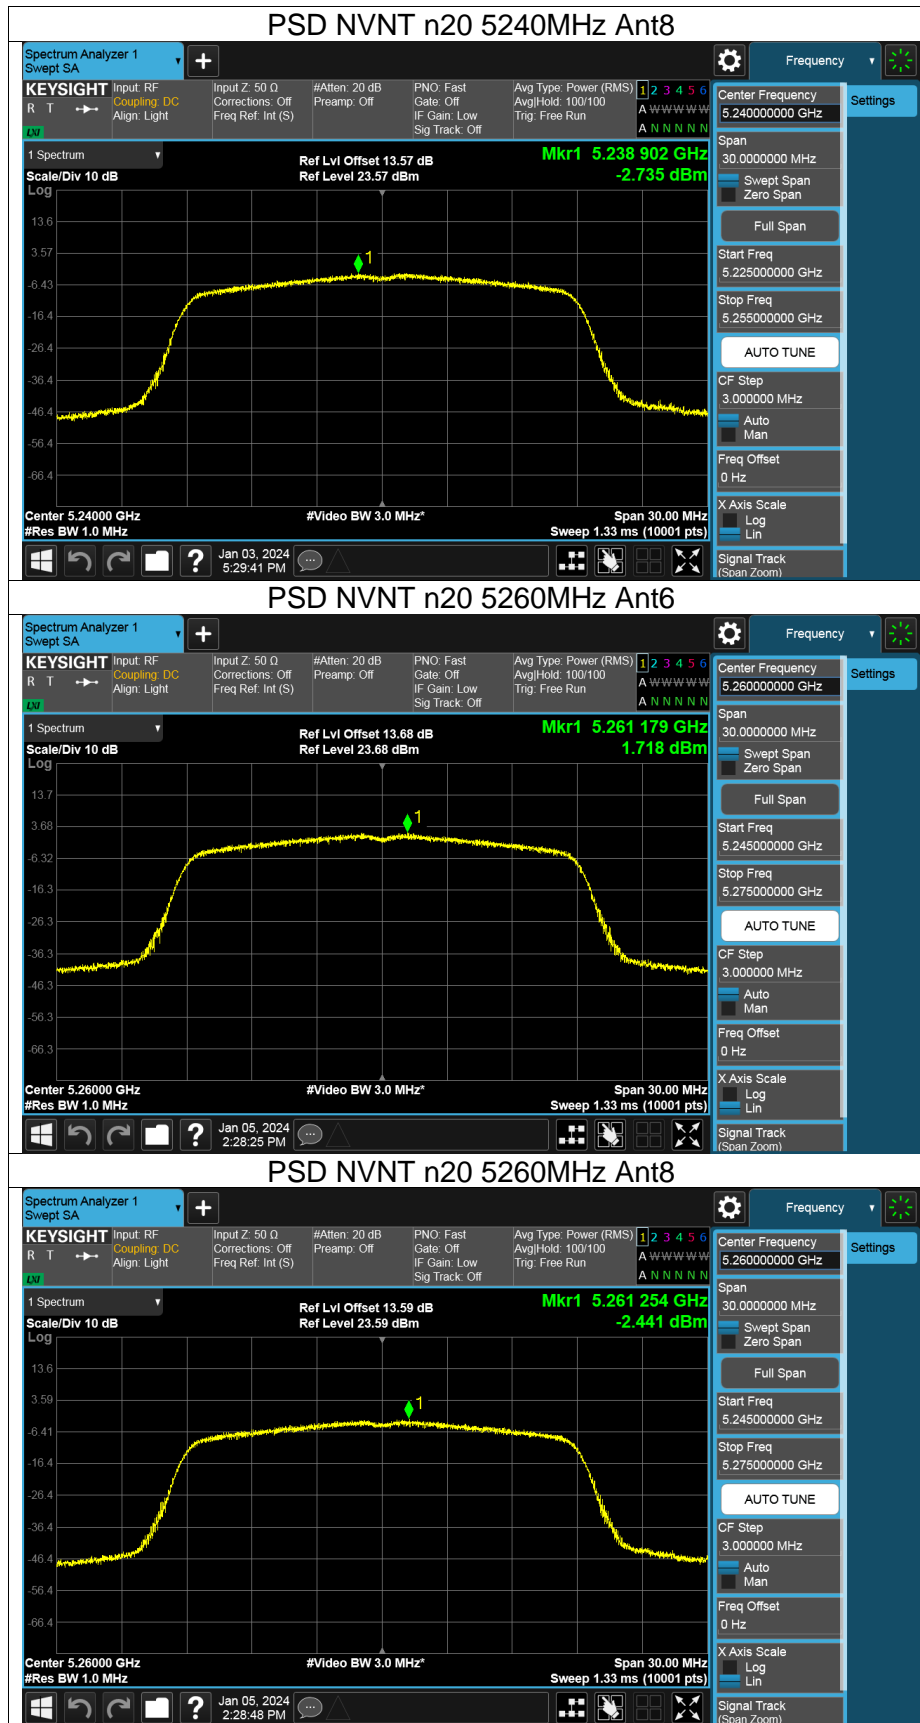 PSD NVNT n20 5240MHz Ant8
Spectrum Analyzer 1
Swept SA
+
Frequency
KEYSIGHT
R T
LXI
Input: RF
Coupling: DC
Align: Light
Input Z: 50 Ω
Corrections: Off
Freq Ref: Int (S)
#Atten: 20 dB
Preamp: Off
PNO: Fast
Gate: Off
IF Gain: Low
Sig Track: Off
Avg Type: Power (RMS)
Avg|Hold: 100/100
Trig: Free Run
1 2 3 4 5 6
A W W W W W
A N N N N N
1 Spectrum
Scale/Div 10 dB
Log
Ref Lvl Offset 13.57 dB
Ref Level 23.57 dBm
Mkr1 5.238 902 GHz
-2.735 dBm
1
13.6
3.57
-6.43
-16.4
-26.4
-36.4
-46.4
-56.4
-66.4
Center 5.24000 GHz
#Res BW 1.0 MHz
#Video BW 3.0 MHz*
Span 30.00 MHz
Sweep 1.33 ms (10001 pts)
?
Jan 03, 2024
5:29:41 PM
Center Frequency
5.240000000 GHz
Span
30.0000000 MHz
Swept Span
Zero Span
Full Span
Start Freq
5.225000000 GHz
Stop Freq
5.255000000 GHz
AUTO TUNE
CF Step
3.000000 MHz
Auto
Man
Freq Offset
0 Hz
X Axis Scale
Log
Lin
Signal Track
(Span Zoom)
Settings
PSD NVNT n20 5260MHz Ant6
Spectrum Analyzer 1
Swept SA
+
Frequency
KEYSIGHT
R T
LXI
Input: RF
Coupling: DC
Align: Light
Input Z: 50 Ω
Corrections: Off
Freq Ref: Int (S)
#Atten: 20 dB
Preamp: Off
PNO: Fast
Gate: Off
IF Gain: Low
Sig Track: Off
Avg Type: Power (RMS)
Avg|Hold: 100/100
Trig: Free Run
1 2 3 4 5 6
A W W W W W
A N N N N N
1 Spectrum
Scale/Div 10 dB
Log
Ref Lvl Offset 13.68 dB
Ref Level 23.68 dBm
Mkr1 5.261 179 GHz
1.718 dBm
1
13.7
3.68
-6.32
-16.3
-26.3
-36.3
-46.3
-56.3
-66.3
Center 5.26000 GHz
#Res BW 1.0 MHz
#Video BW 3.0 MHz*
Span 30.00 MHz
Sweep 1.33 ms (10001 pts)
?
Jan 05, 2024
2:28:25 PM
Center Frequency
5.260000000 GHz
Span
30.0000000 MHz
Swept Span
Zero Span
Full Span
Start Freq
5.245000000 GHz
Stop Freq
5.275000000 GHz
AUTO TUNE
CF Step
3.000000 MHz
Auto
Man
Freq Offset
0 Hz
X Axis Scale
Log
Lin
Signal Track
(Span Zoom)
Settings
PSD NVNT n20 5260MHz Ant8
Spectrum Analyzer 1
Swept SA
+
Frequency
KEYSIGHT
R T
LXI
Input: RF
Coupling: DC
Align: Light
Input Z: 50 Ω
Corrections: Off
Freq Ref: Int (S)
#Atten: 20 dB
Preamp: Off
PNO: Fast
Gate: Off
IF Gain: Low
Sig Track: Off
Avg Type: Power (RMS)
Avg|Hold: 100/100
Trig: Free Run
1 2 3 4 5 6
A W W W W W
A N N N N N
1 Spectrum
Scale/Div 10 dB
Log
Ref Lvl Offset 13.59 dB
Ref Level 23.59 dBm
Mkr1 5.261 254 GHz
-2.441 dBm
1
13.6
3.59
-6.41
-16.4
-26.4
-36.4
-46.4
-56.4
-66.4
Center 5.26000 GHz
#Res BW 1.0 MHz
#Video BW 3.0 MHz*
Span 30.00 MHz
Sweep 1.33 ms (10001 pts)
?
Jan 05, 2024
2:28:48 PM
Center Frequency
5.260000000 GHz
Span
30.0000000 MHz
Swept Span
Zero Span
Full Span
Start Freq
5.245000000 GHz
Stop Freq
5.275000000 GHz
AUTO TUNE
CF Step
3.000000 MHz
Auto
Man
Freq Offset
0 Hz
X Axis Scale
Log
Lin
Signal Track
(Span Zoom)
Settings